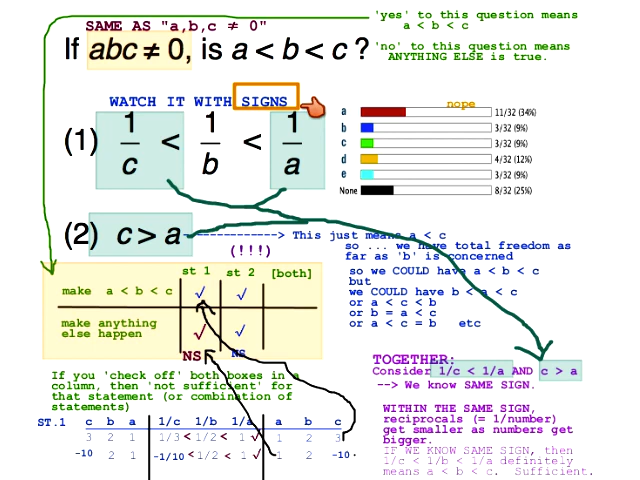 SAME AS "a,b,c ≠ 0"
'yes' to this question means
a < b < c
If abc ≠ 0, is a < b < c ?
'no' to this question means
ANYTHING ELSE is true.
WATCH IT WITH SIGNS
nope
(1) 1/c < 1/b < 1/a
a 11/32 (34%)
b 3/32 (9%)
c 3/32 (9%)
d 4/32 (12%)
e 3/32 (9%)
None 8/32 (25%)
(2) c > a
-----------> This just means a < c
(!!!)
so ... we have total freedom as
far as 'b' is concerned
st 1 st 2 [both]
make a < b < c √ √
make anything
else happen √ √
NS NS
so we COULD have a < b < c
but
we COULD have b < a < c
or a < c < b
or b = a < c
or a < c = b etc
If you 'check off' both boxes in a
column, then 'not sufficient' for
that statement (or combination of
statements)
ST.1 c b a 1/c 1/b 1/a a b c
3 2 1 1/3 < 1/2 < 1 √ 1 2 3
-10 2 1 -1/10 < 1/2 < 1 √ 1 2 -10
TOGETHER:
Consider 1/c < 1/a AND c > a
--> We know SAME SIGN.
WITHIN THE SAME SIGN,
reciprocals (= 1/number)
get smaller as numbers get
bigger.
IF WE KNOW SAME SIGN, then
1/c < 1/b < 1/a definitely
means a < b < c. Sufficient.